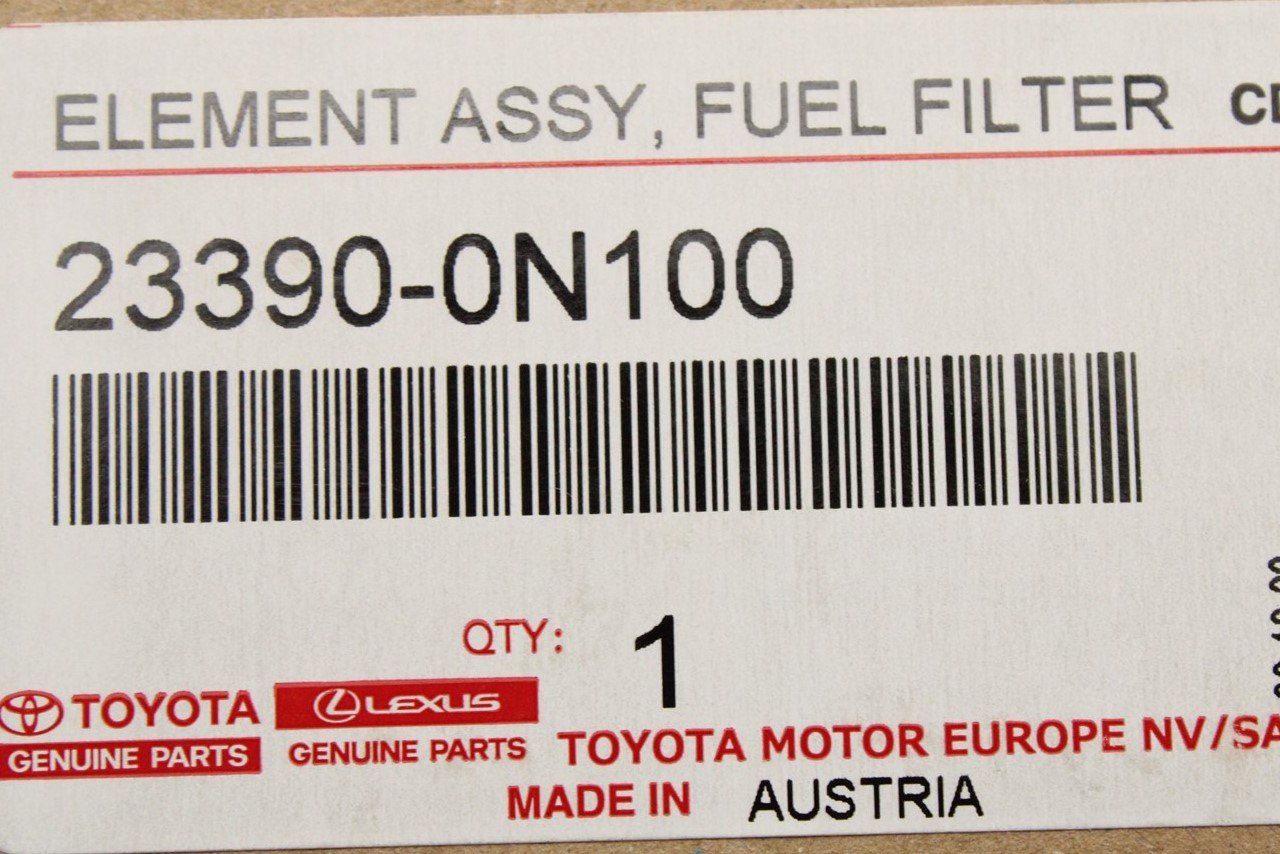 ELEMENT ASSY, FUEL FILTER
23390-0N100
QTY: 1
TOYOTA
GENUINE PARTS
LEXUS
GENUINE PARTS
TOYOTA MOTOR EUROPE NV/SA
MADE IN AUSTRIA